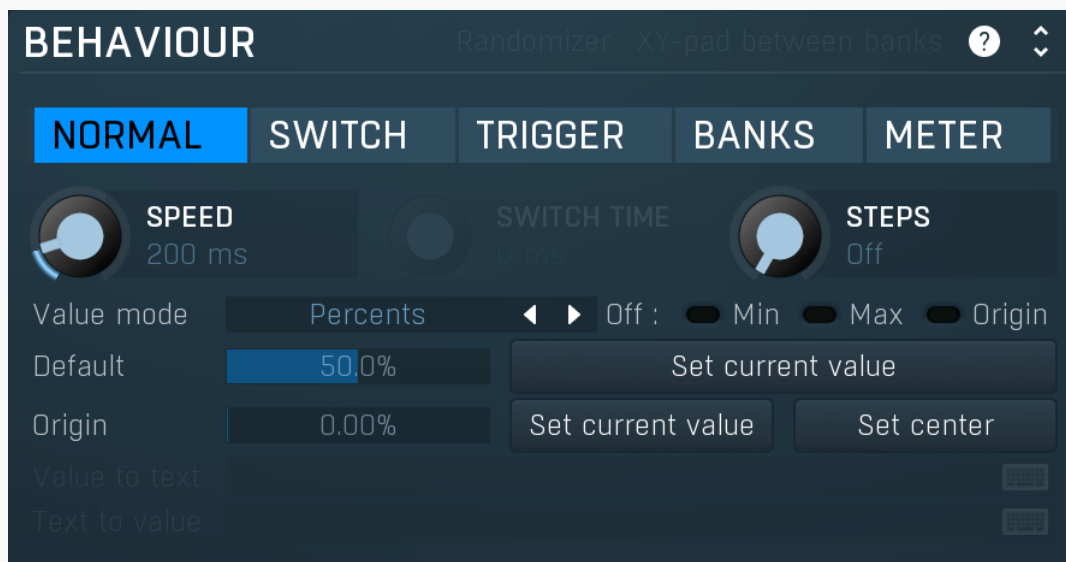 BEHAVIOUR Randomizer XY-pad between banks ?
NORMAL SWITCH TRIGGER BANKS METER
SPEED SWITCH TIME STEPS
200 ms 0 ms Off
Value mode Percents Off : Min Max Origin
Default 50.0% Set current value
Origin 0.00% Set current value Set center
Value to text
Text to value